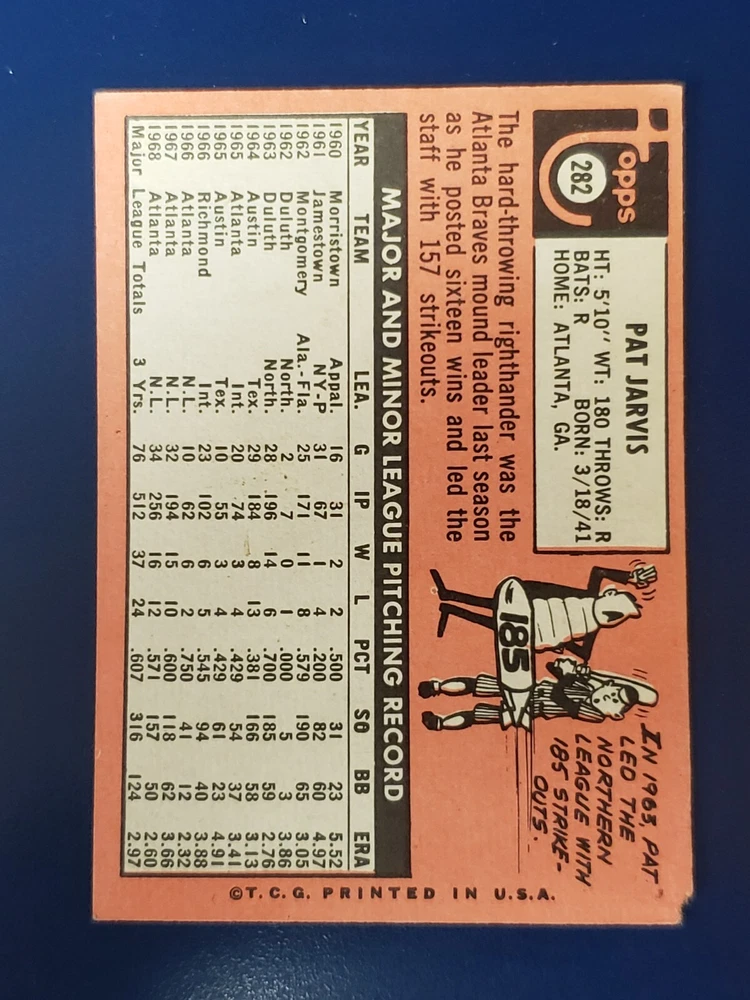 Topps
282
PAT JARVIS
HT: 5'10" WT: 180 THROWS: R
BATS: R BORN: 3/18/41
HOME: ATLANTA, GA.
IN 1963, PAT
LED THE
NORTHERN
LEAGUE WITH
185 STRIKE-
OUTS.
185
The hard-throwing righthander was the
Atlanta Braves mound leader last season
as he posted sixteen wins and led the
staff with 157 strikeouts.
MAJOR AND MINOR LEAGUE PITCHING RECORD
YEAR TEAM LEA. G IP W L PCT SO BB ERA
1960 Morristown Appal. 16 31 2 2 .500 31 23 5.52
1961 Jamestown NY-P 31 67 1 4 .200 82 60 4.97
1962 Montgomery Ala.-Fla. 25 171 11 8 .579 190 65 3.05
1962 Duluth North. 2 7 0 1 .000 5 3 3.86
1963 Duluth North. 28 196 14 6 .700 185 59 2.76
1964 Austin Tex. 29 184 8 13 .381 166 58 3.13
1965 Atlanta Int. 20 74 3 4 .429 54 37 3.41
1965 Austin Tex. 10 55 3 4 .429 61 23 4.91
1966 Richmond Int. 23 102 6 5 .545 94 40 3.88
1966 Atlanta N.L. 10 62 6 2 .750 41 12 2.32
1967 Atlanta N.L. 32 194 15 10 .600 118 62 3.66
1968 Atlanta N.L. 34 256 16 12 .571 157 50 2.60
Major League Totals 3 Yrs. 76 512 37 24 .607 316 124 2.97
©T.C.G. PRINTED IN U.S.A.